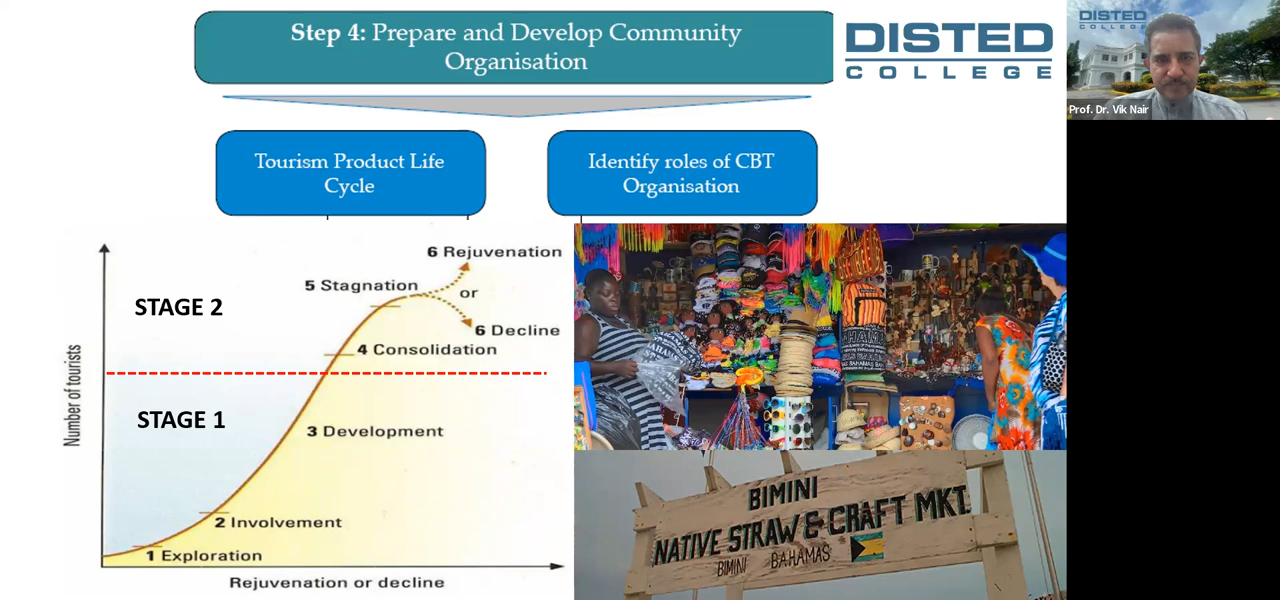 Step 4: Prepare and Develop Community
Organisation
DISTED
COLLEGE
DISTED
COLLEGE
Prof. Dr. Vik Nair
Tourism Product Life
Cycle
Identify roles of CBT
Organisation
Number of tourists
STAGE 2
STAGE 1
6 Rejuvenation
5 Stagnation
or
6 Decline
4 Consolidation
3 Development
2 Involvement
1 Exploration
Rejuvenation or decline
BIMINI
NATIVE STRAW & CRAFT MKT.
BIMINI BAHAMAS